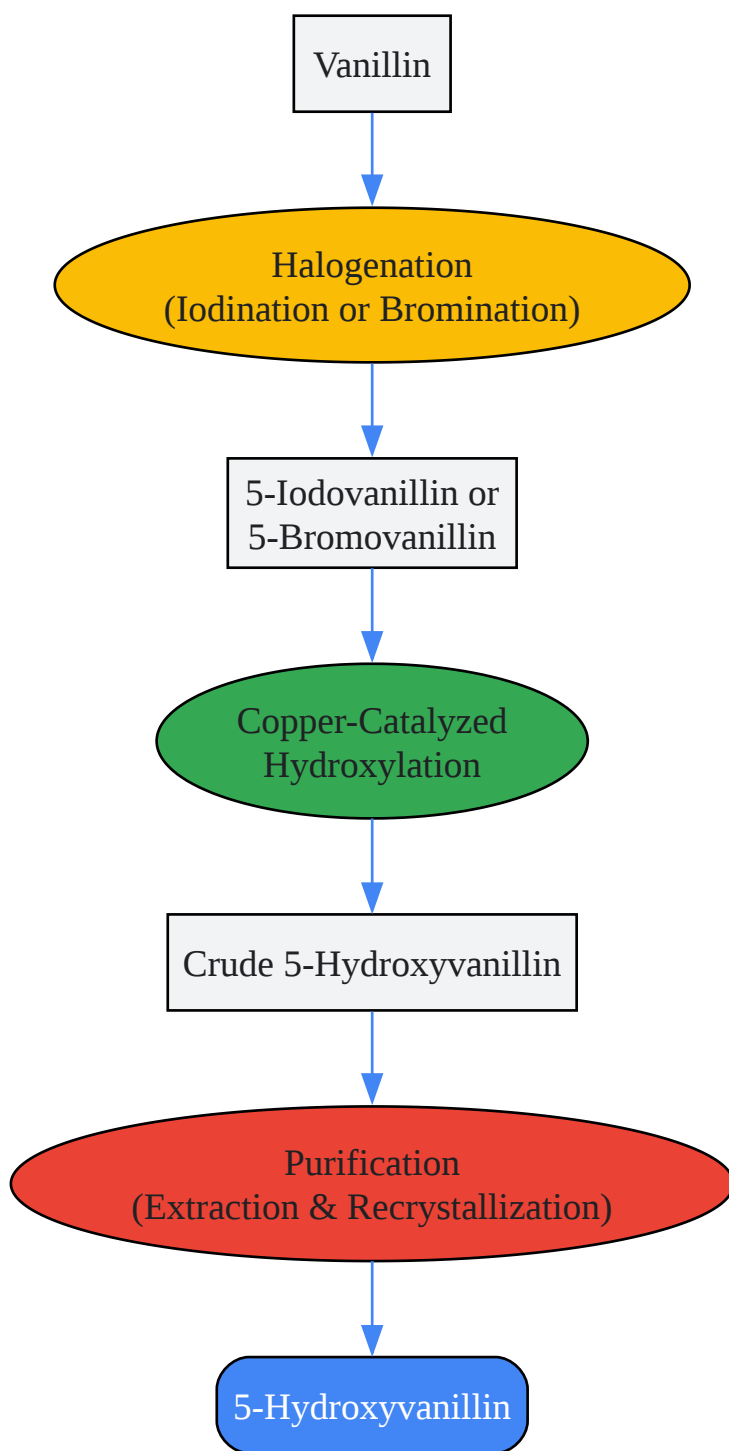 Vanillin
Halogenation
(Iodination or Bromination)
5-Iodovanillin or
5-Bromovanillin
Copper-Catalyzed
Hydroxylation
Crude 5-Hydroxyvanillin
Purification
(Extraction & Recrystallization)
5-Hydroxyvanillin